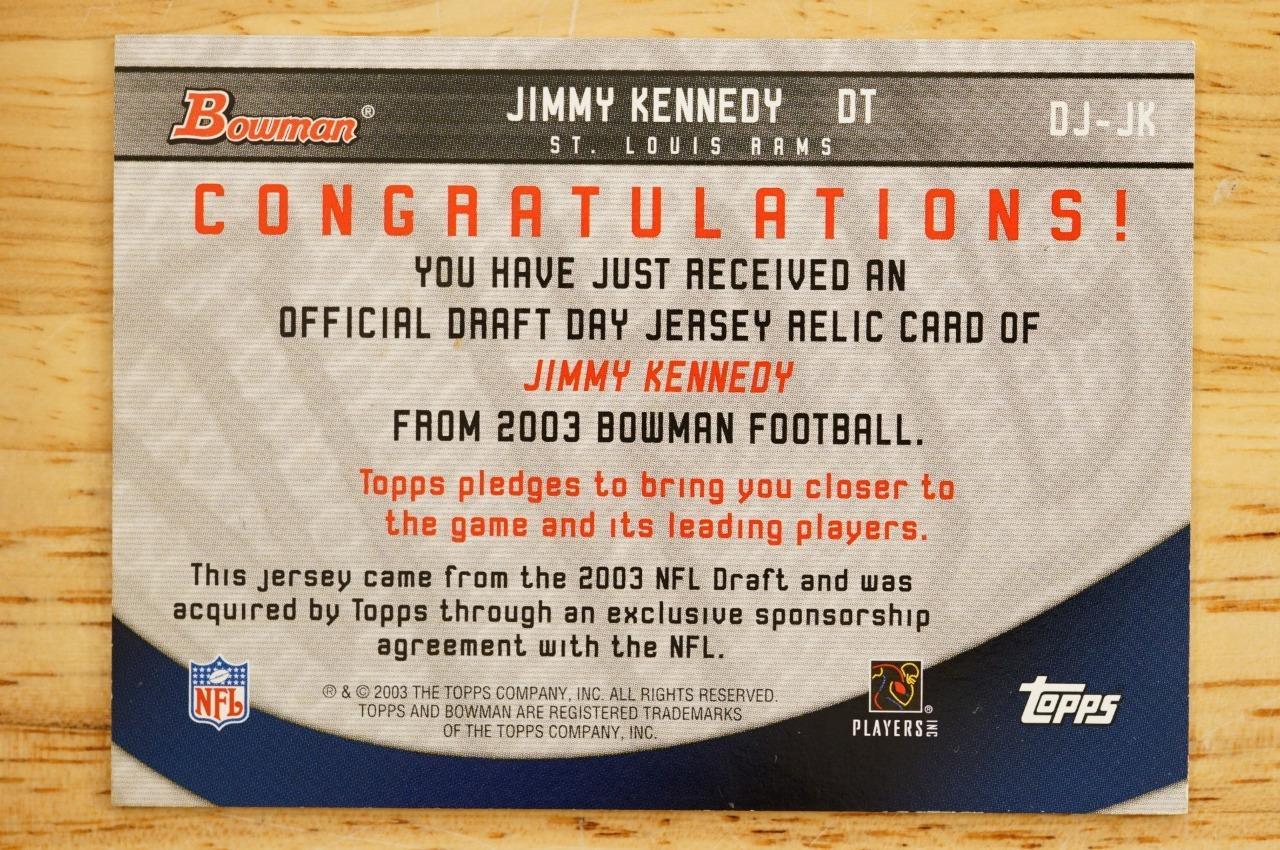 Bowman®
JIMMY KENNEDY DT
DJ-JK
ST. LOUIS RAMS
CONGRATULATIONS!
YOU HAVE JUST RECEIVED AN
OFFICIAL DRAFT DAY JERSEY RELIC CARD OF
JIMMY KENNEDY
FROM 2003 BOWMAN FOOTBALL.
Topps pledges to bring you closer to
the game and its leading players.
This jersey came from the 2003 NFL Draft and was
acquired by Topps through an exclusive sponsorship
agreement with the NFL.
NFL
® & © 2003 THE TOPPS COMPANY, INC. ALL RIGHTS RESERVED.
TOPPS AND BOWMAN ARE REGISTERED TRADEMARKS
OF THE TOPPS COMPANY, INC.
®
PLAYERS INC
topps